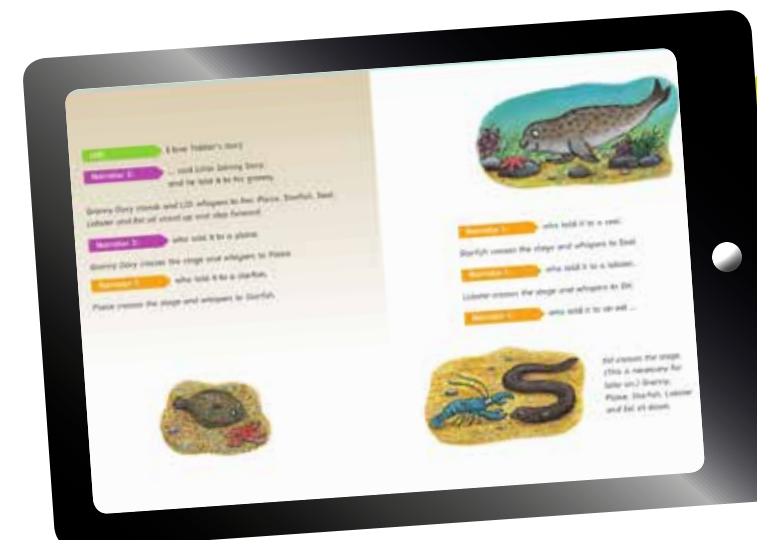 LJD:
I love Tiddler's story
Narrator 2:
... said Little Johnny Dory,
and he told it to his granny,
Granny Dory stands and LJD whispers to her. Plaice, Starfish, Seal,
Lobster and Eel all stand up and step forward.
Narrator 2:
who told it to a plaice,
Granny Dory crosses the stage and whispers to Plaice.
Narrator 1:
who told it to a starfish,
Plaice crosses the stage and whispers to Starfish.
Narrator 1:
who told it to a seal,
Starfish crosses the stage and whispers to Seal.
Narrator 1:
who told it to a lobster,
Lobster crosses the stage and whispers to Eel.
Narrator 1:
who told it to an eel ...
Eel crosses the stage.
(This is necessary for
later on.) Granny,
Plaice, Starfish, Lobster
and Eel sit down.